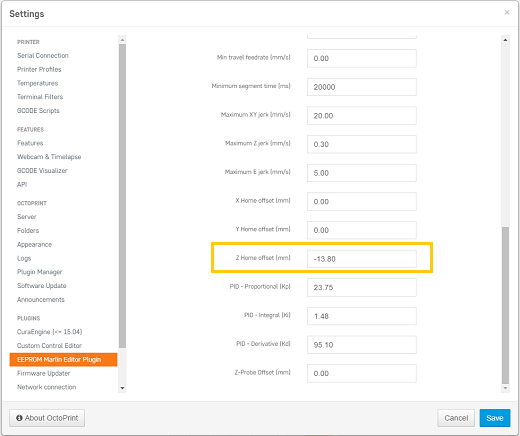 Settings
×
PRINTER
Serial Connection
Printer Profiles
Temperatures
Terminal Filters
GCODE Scripts
FEATURES
Features
Webcam & Timelapse
GCODE Visualizer
API
OCTOPRINT
Server
Folders
Appearance
Logs
Plugin Manager
Software Update
Announcements
PLUGINS
CuraEngine (<= 15.04)
Custom Control Editor
EEPROM Marlin Editor Plugin
Firmware Updater
Network connection
Min travel feedrate (mm/s) 0.00
Minimum segment time (ms) 20000
Maximum XY jerk (mm/s) 20.00
Maximum Z jerk (mm/s) 0.30
Maximum E jerk (mm/s) 5.00
X Home offset (mm) 0.00
Y Home offset (mm) 0.00
Z Home offset (mm) -13.80
PID - Proportional (Kp) 23.75
PID - Integral (Ki) 1.48
PID - Derivative (Kd) 95.10
Z-Probe Offset (mm) 0.00
About OctoPrint
Cancel
Save